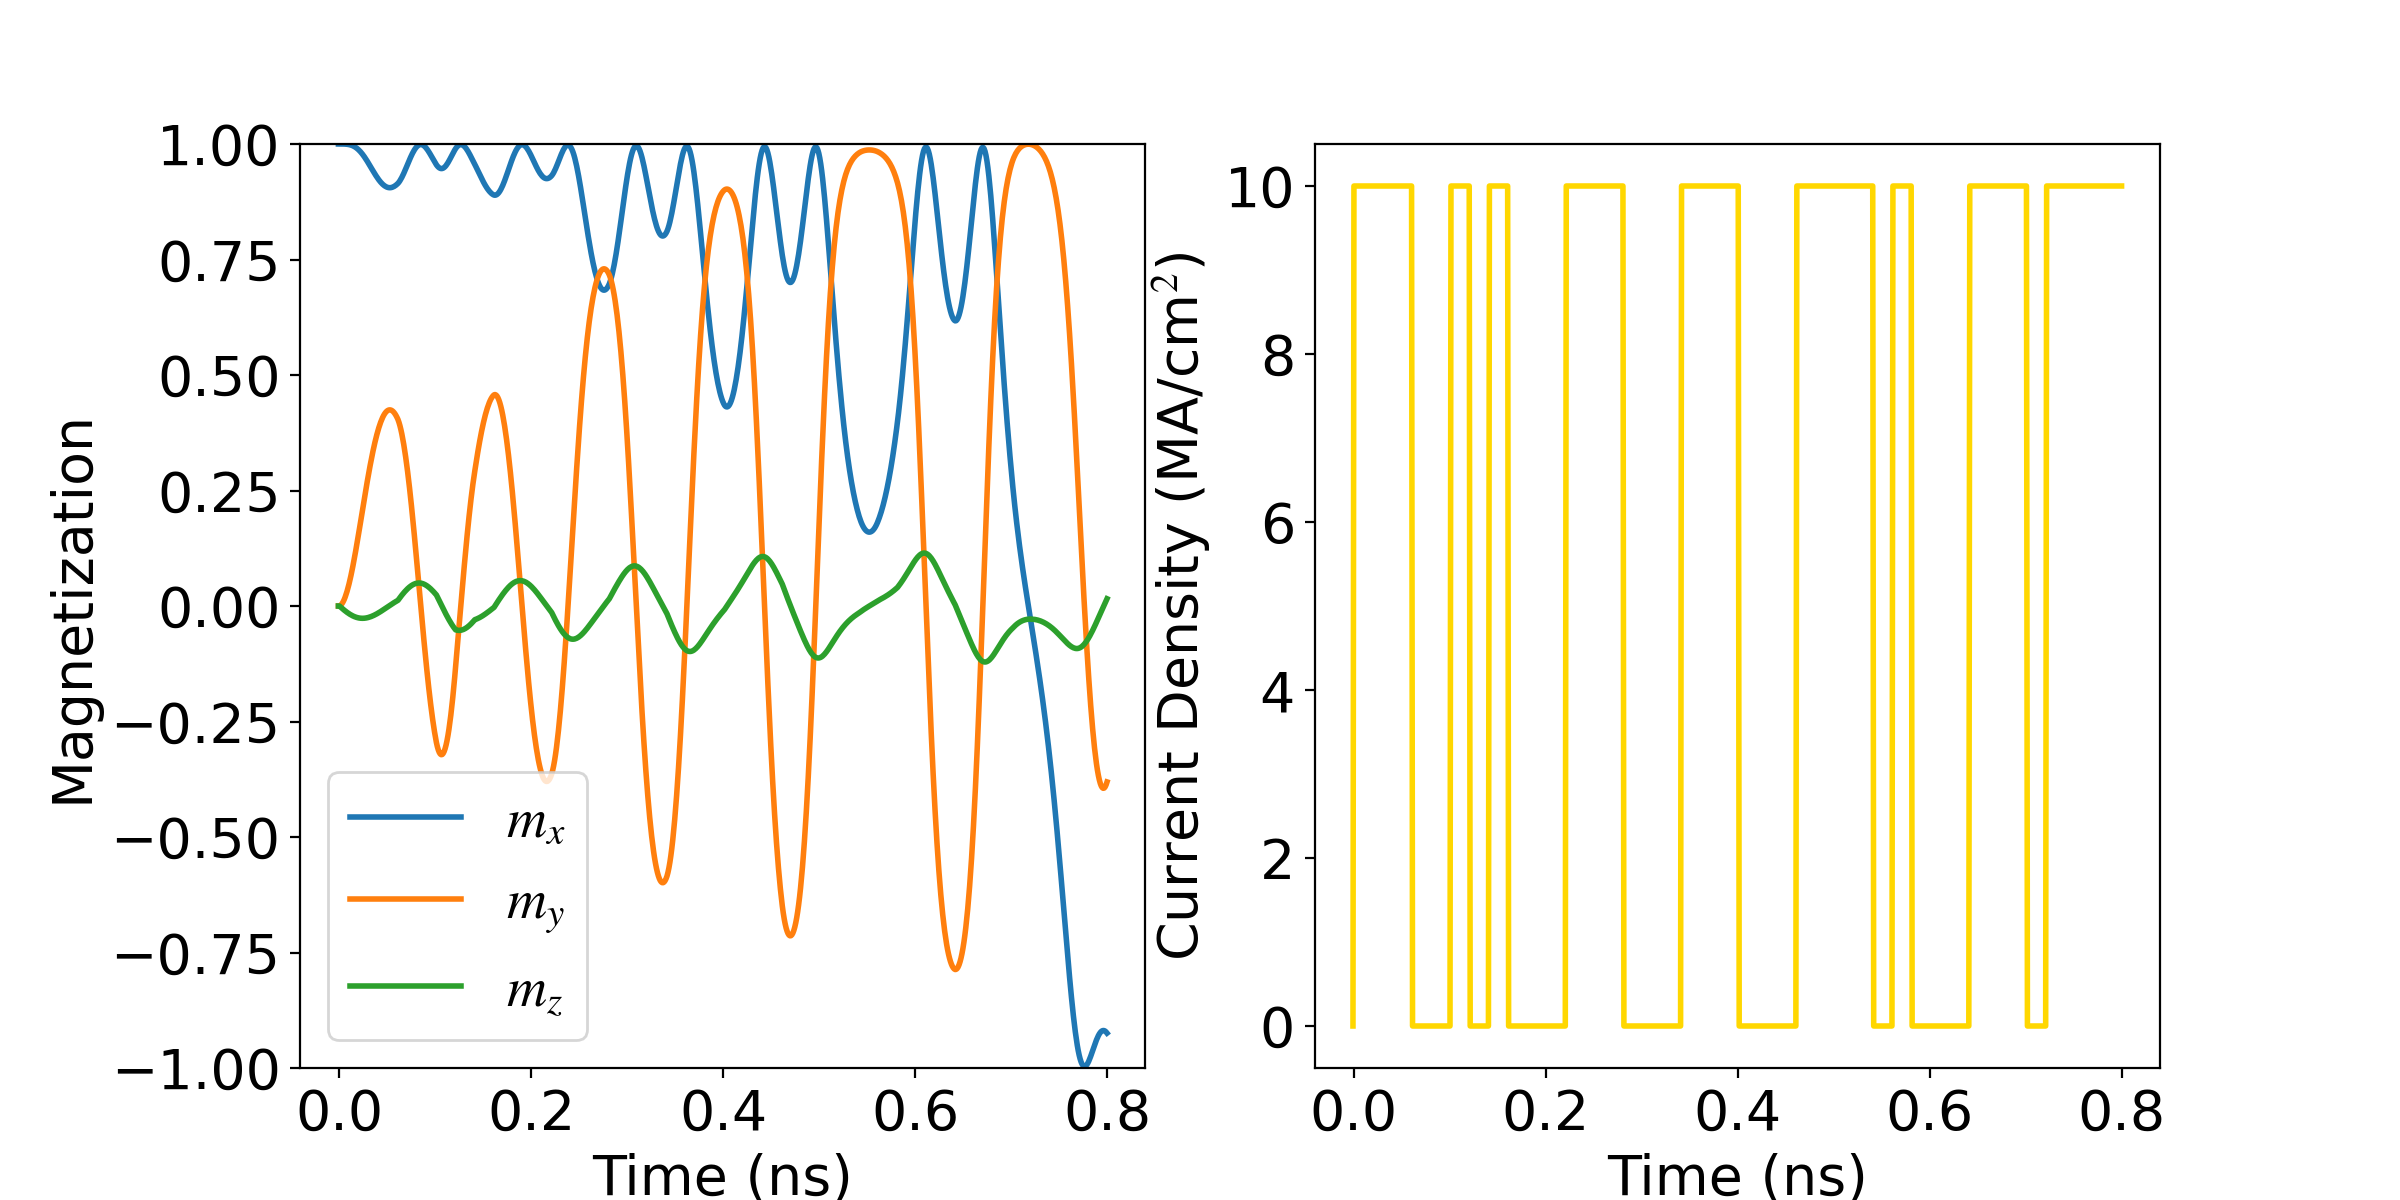 1.00
0.75
0.50
0.25
0.00
−0.25
−0.50
−0.75
−1.00
Magnetization
m_x
m_y
m_z
0.0 0.2 0.4 0.6 0.8
Time (ns)
10
8
6
4
2
0
Current Density (MA/cm²)
0.0 0.2 0.4 0.6 0.8
Time (ns)